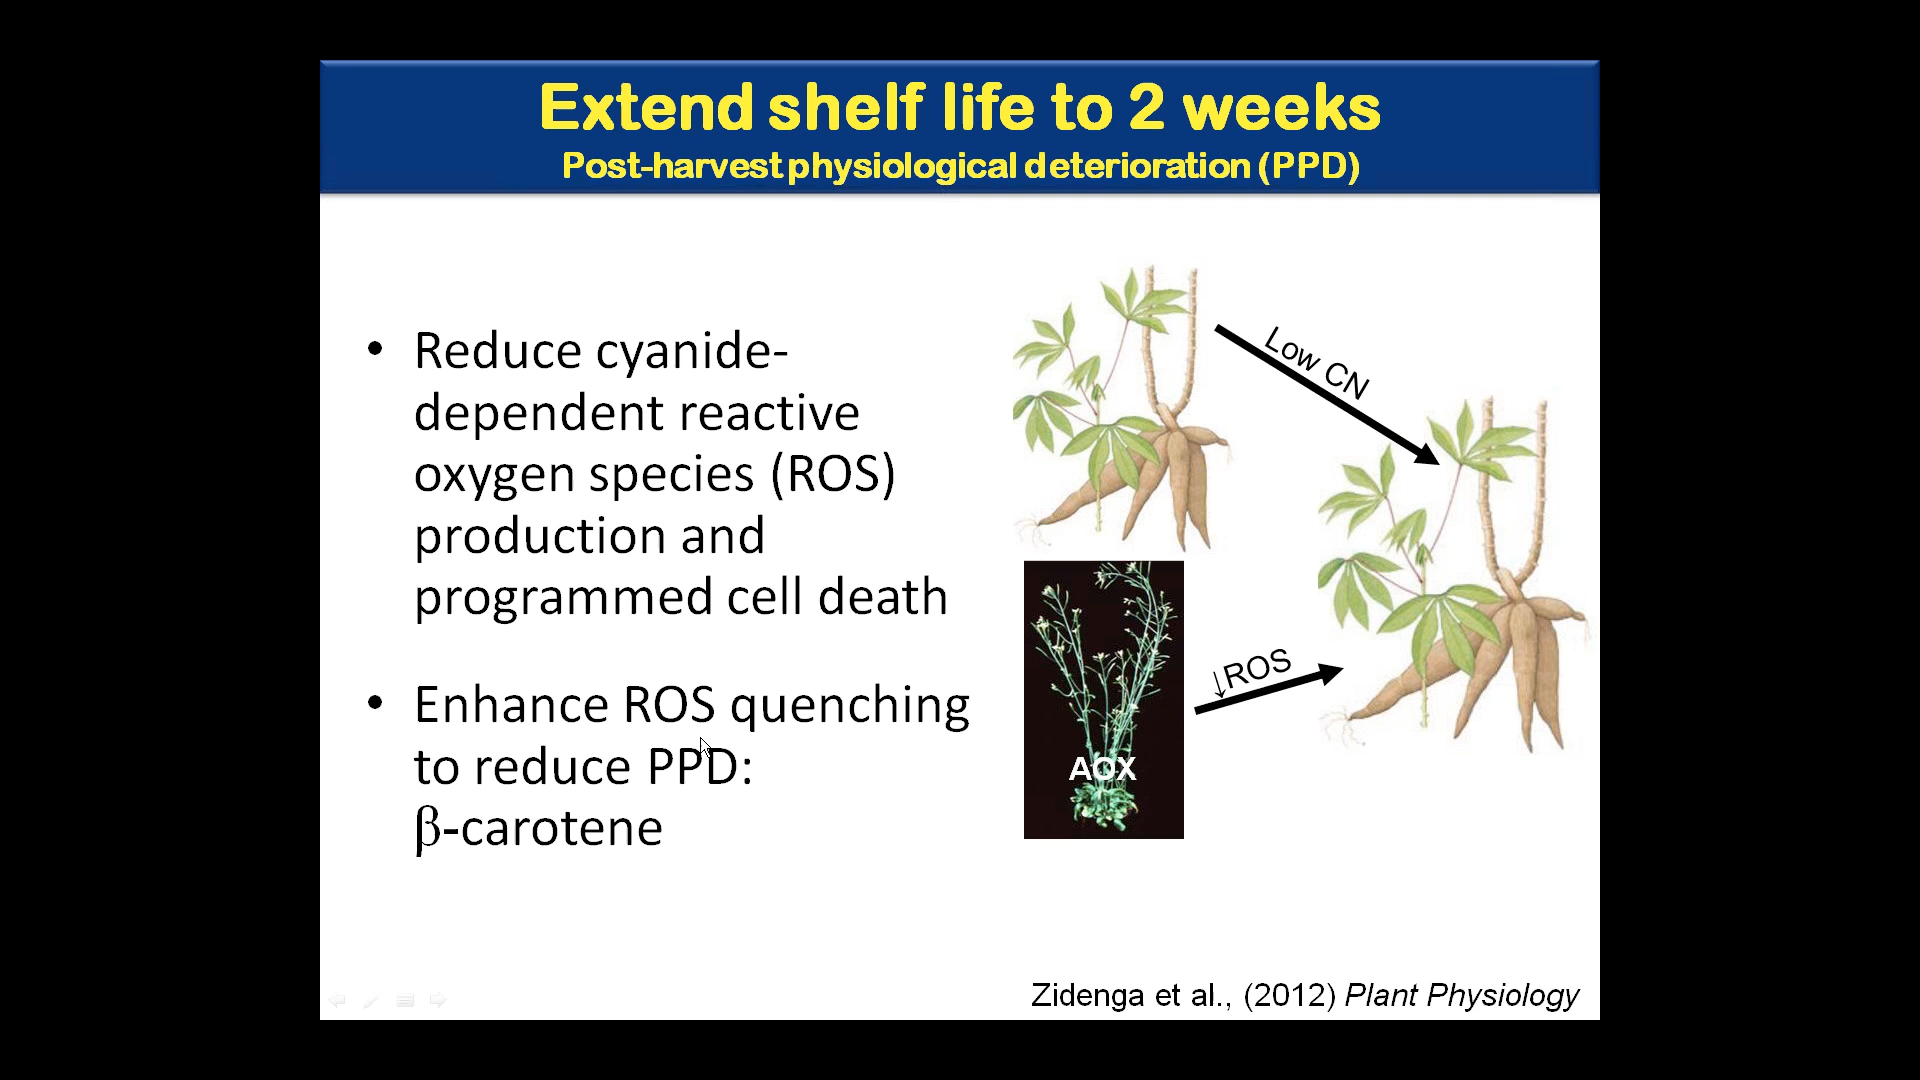 Extend shelf life to 2 weeks
Post-harvest physiological deterioration (PPD)
• Reduce cyanide-
dependent reactive
oxygen species (ROS)
production and
programmed cell death
• Enhance ROS quenching
to reduce PPD:
β-carotene
Low CN
↓ROS
AOX
Zidenga et al., (2012) Plant Physiology